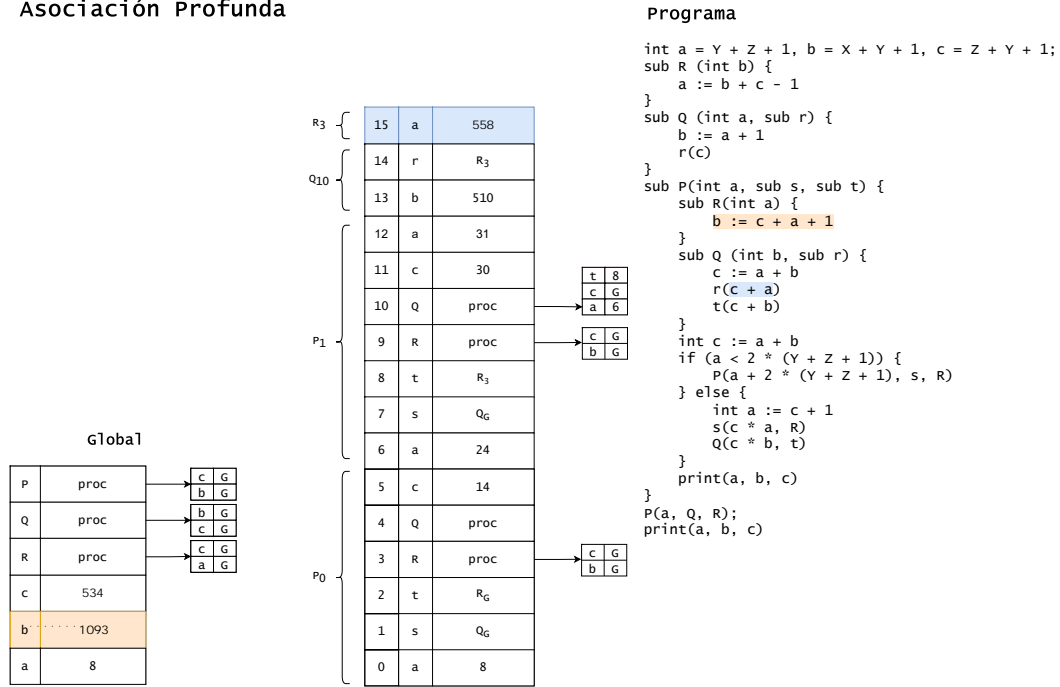 Asociación Profunda
Programa
int a = Y + Z + 1, b = X + Y + 1, c = Z + Y + 1;
sub R (int b) {
a := b + c - 1
}
sub Q (int a, sub r) {
b := a + 1
r(c)
}
sub P(int a, sub s, sub t) {
sub R(int a) {
b := c + a + 1
}
sub Q (int b, sub r) {
c := a + b
r(c + a)
t(c + b)
}
int c := a + b
if (a < 2 * (Y + Z + 1)) {
P(a + 2 * (Y + Z + 1), s, R)
} else {
int a := c + 1
s(c * a, R)
Q(c * b, t)
}
print(a, b, c)
}
P(a, Q, R);
print(a, b, c)
R3
15 a 558
Q10
14 r R3
13 b 510
P1
12 a 31
11 c 30
10 Q proc
t 8
c G
a 6
9 R proc
c G
b G
8 t R3
7 s QG
6 a 24
P0
5 c 14
4 Q proc
3 R proc
c G
b G
2 t RG
1 s QG
0 a 8
Global
P proc
c G
b G
Q proc
b G
c G
R proc
c G
a G
c 534
b 1093
a 8